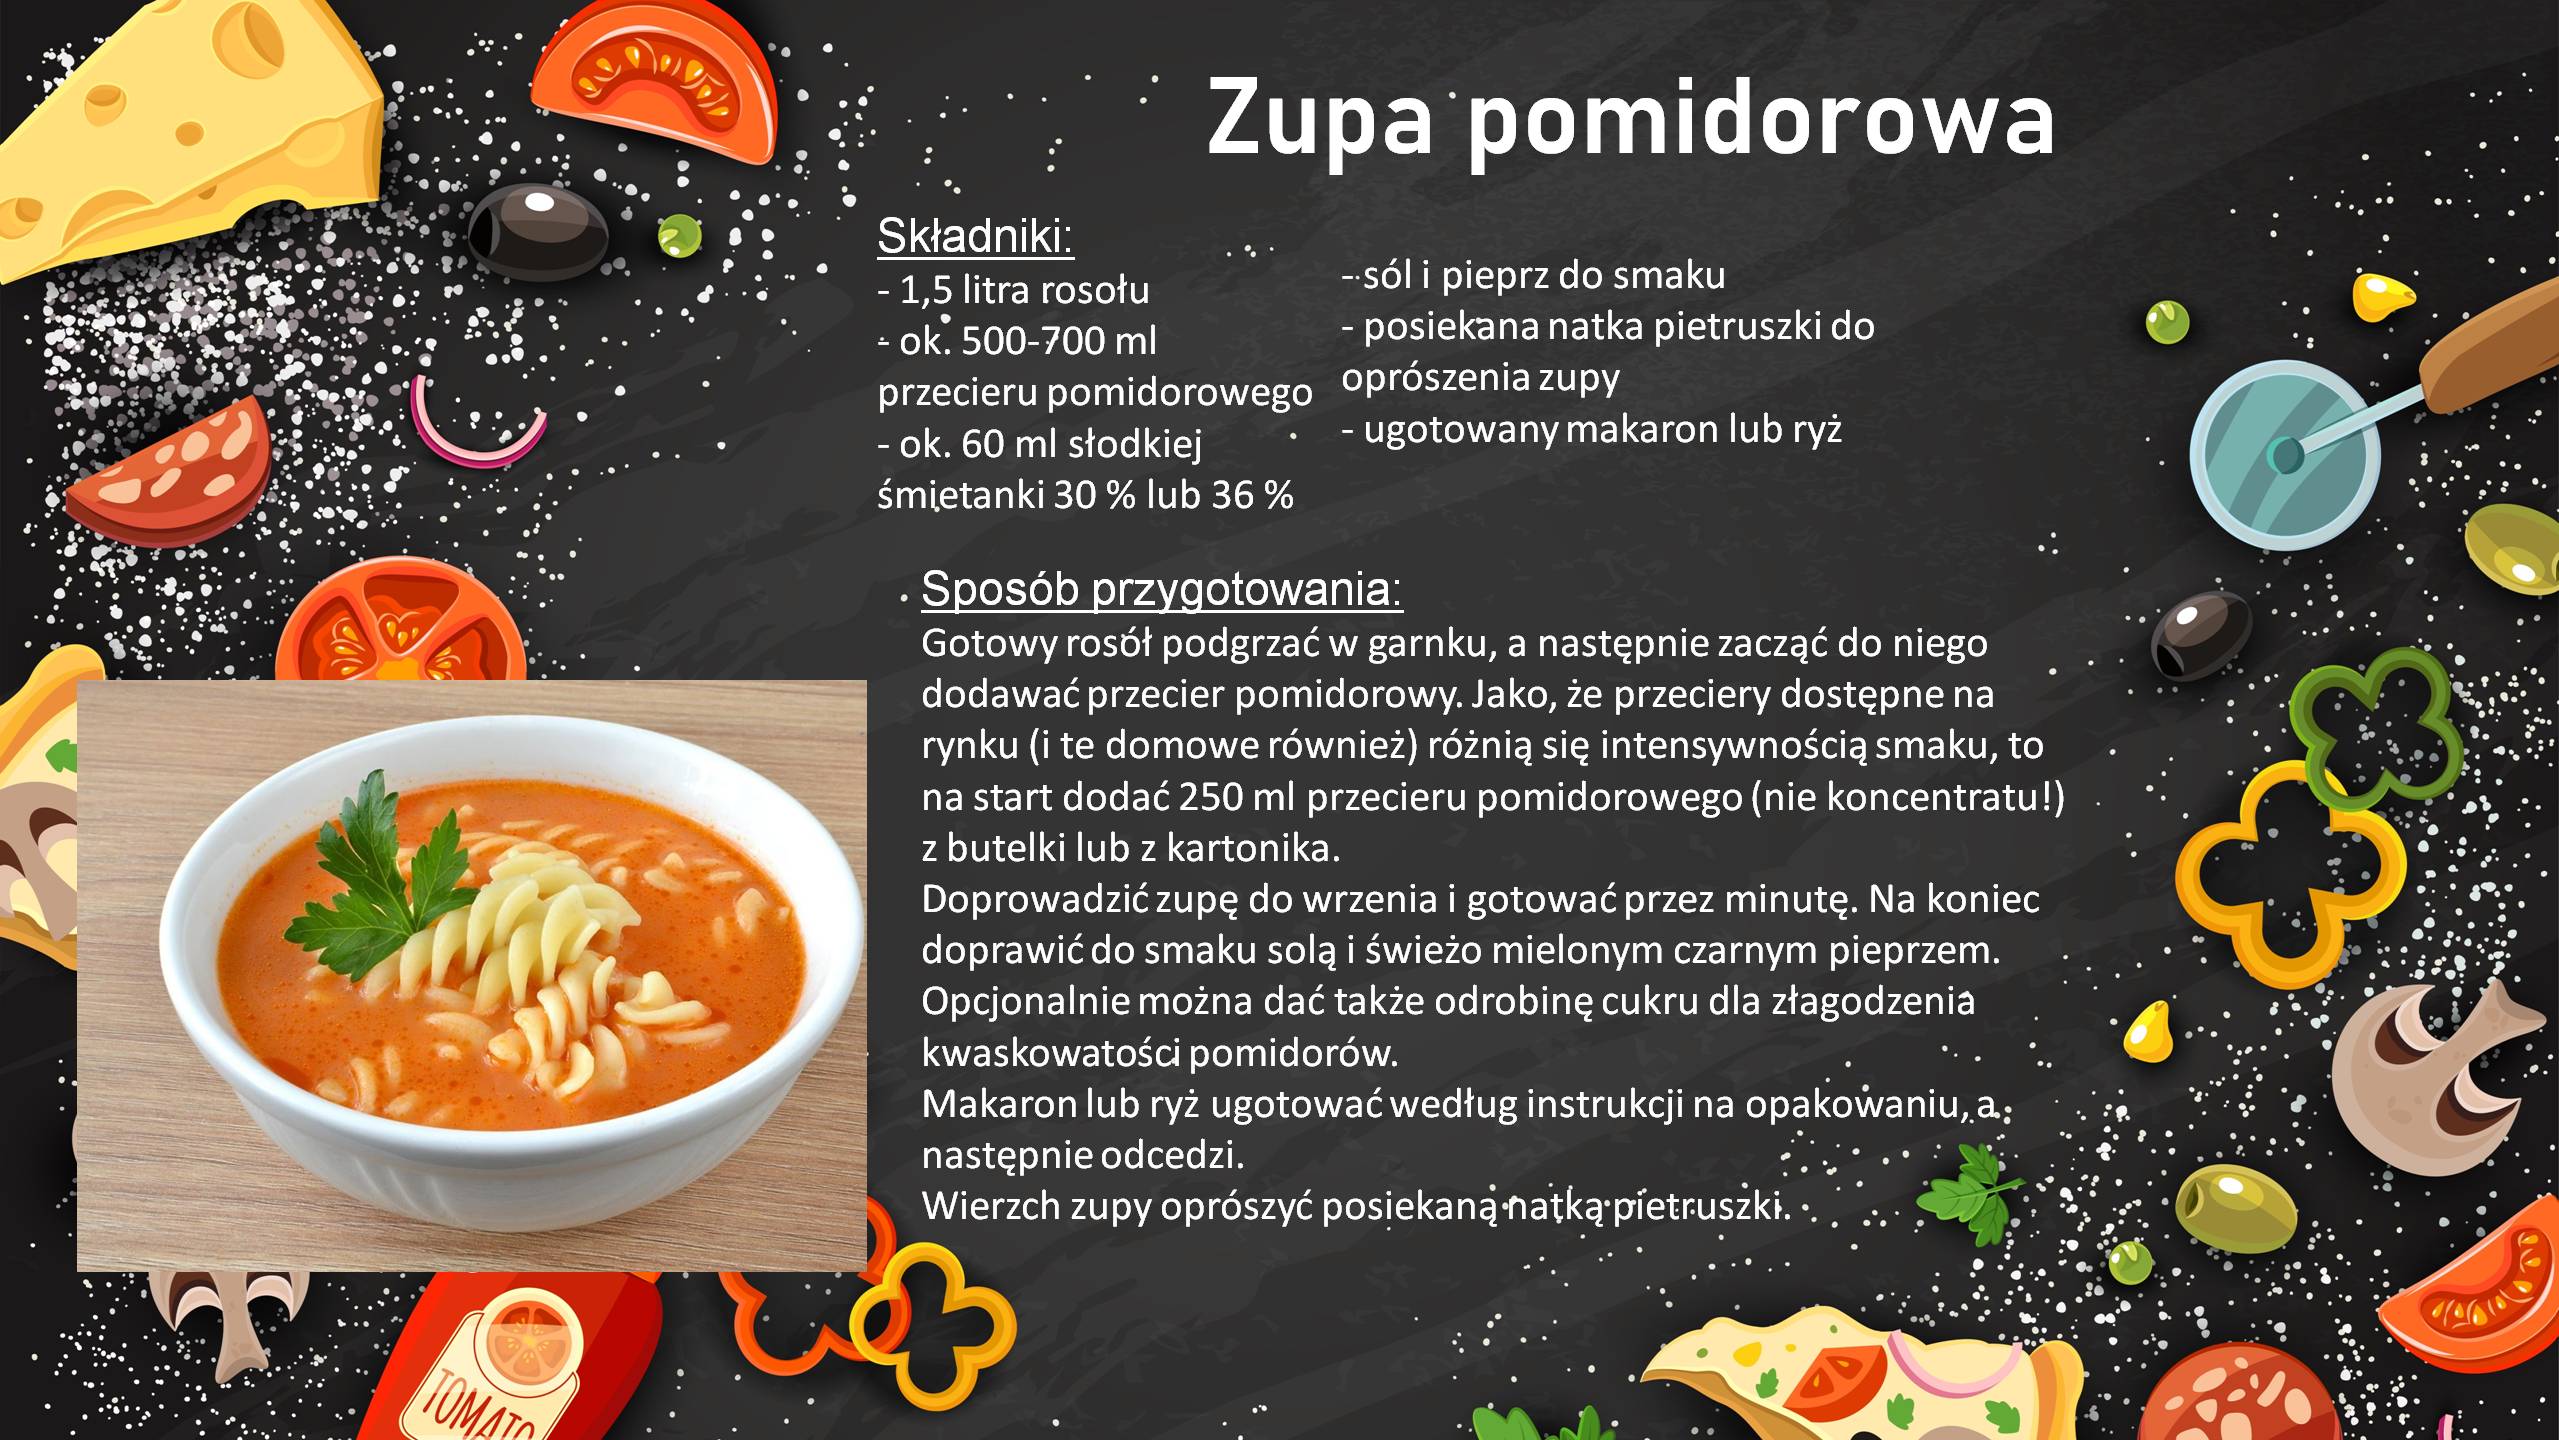 Zupa pomidorowa
Składniki:
- 1,5 litra rosołu
- ok. 500-700 ml
przecieru pomidorowego
- ok. 60 ml słodkiej
śmietanki 30 % lub 36 %
- sól i pieprz do smaku
- posiekana natka pietruszki do
oprószenia zupy
- ugotowany makaron lub ryż
Sposób przygotowania:
Gotowy rosół podgrzać w garnku, a następnie zacząć do niego
dodawać przecier pomidorowy. Jako, że przeciery dostępne na
rynku (i te domowe również) różnią się intensywnością smaku, to
na start dodać 250 ml przecieru pomidorowego (nie koncentratu!)
z butelki lub z kartonika.
Doprowadzić zupę do wrzenia i gotować przez minutę. Na koniec
doprawić do smaku solą i świeżo mielonym czarnym pieprzem.
Opcjonalnie można dać także odrobinę cukru dla złagodzenia
kwaskowatości pomidorów.
Makaron lub ryż ugotować według instrukcji na opakowaniu, a
następnie odcedzi.
Wierzch zupy oprószyć posiekaną natką pietruszki.
TOMATO